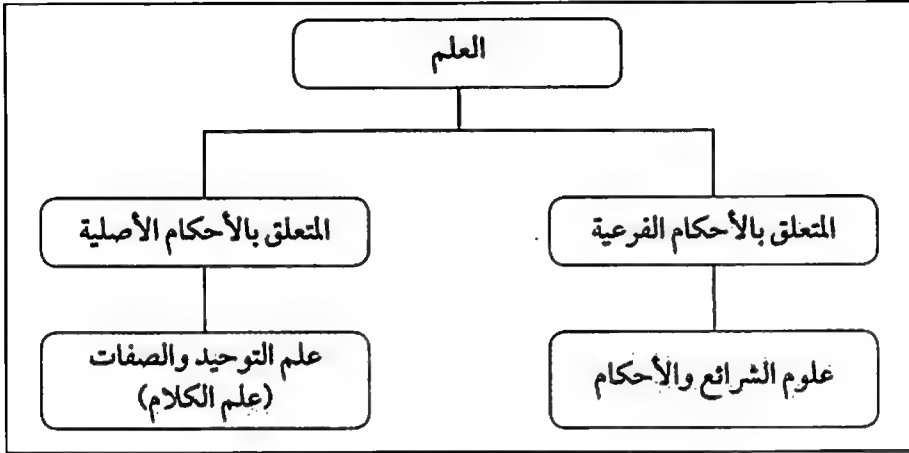 العلم
المتعلق بالأحكام الفرعية
المتعلق بالأحكام الأصلية
علوم الشرائع والأحكام
علم التوحيد والصفات
(علم الكلام)